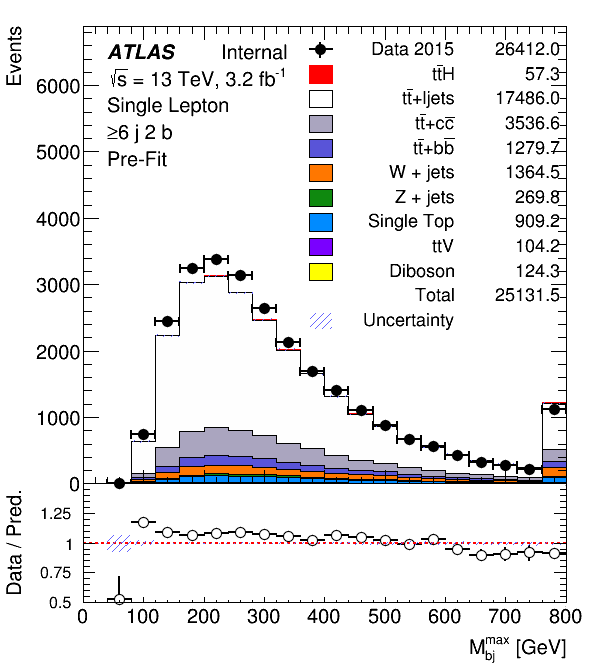 Events
6000
5000
4000
3000
2000
1000
0
ATLAS Internal
√s = 13 TeV, 3.2 fb⁻¹
Single Lepton
≥6 j 2 b
Pre-Fit
Data 2015 26412.0
tt̄H 57.3
tt̄+ljets 17486.0
tt̄+cc̄ 3536.6
tt̄+bb̄ 1279.7
W + jets 1364.5
Z + jets 269.8
Single Top 909.2
ttV 104.2
Diboson 124.3
Total 25131.5
Uncertainty
Data / Pred.
1.25
1
0.75
0.5
0 100 200 300 400 500 600 700 800
M_bj^max [GeV]